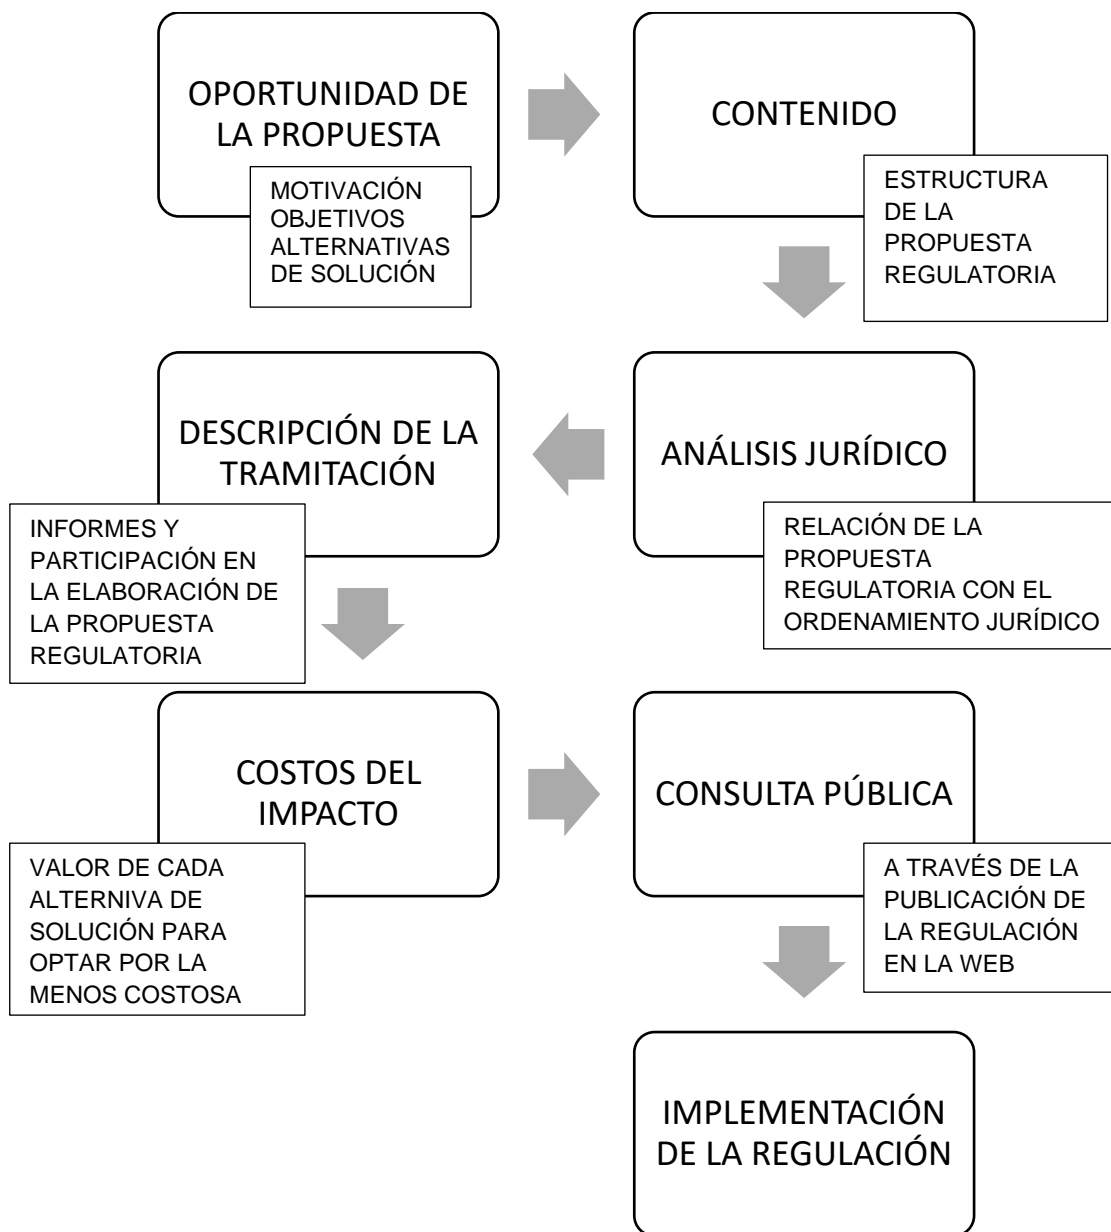 OPORTUNIDAD DE
LA PROPUESTA
MOTIVACIÓN
OBJETIVOS
ALTERNATIVAS
DE SOLUCIÓN
CONTENIDO
ESTRUCTURA
DE LA
PROPUESTA
REGULATORIA
ANÁLISIS JURÍDICO
RELACIÓN DE LA
PROPUESTA
REGULATORIA CON EL
ORDENAMIENTO JURÍDICO
DESCRIPCIÓN DE LA
TRAMITACIÓN
INFORMES Y
PARTICIPACIÓN EN
LA ELABORACIÓN DE
LA PROPUESTA
REGULATORIA
COSTOS DEL
IMPACTO
VALOR DE CADA
ALTERNIVA DE
SOLUCIÓN PARA
OPTAR POR LA
MENOS COSTOSA
CONSULTA PÚBLICA
A TRAVÉS DE LA
PUBLICACIÓN DE
LA REGULACIÓN
EN LA WEB
IMPLEMENTACIÓN
DE LA REGULACIÓN